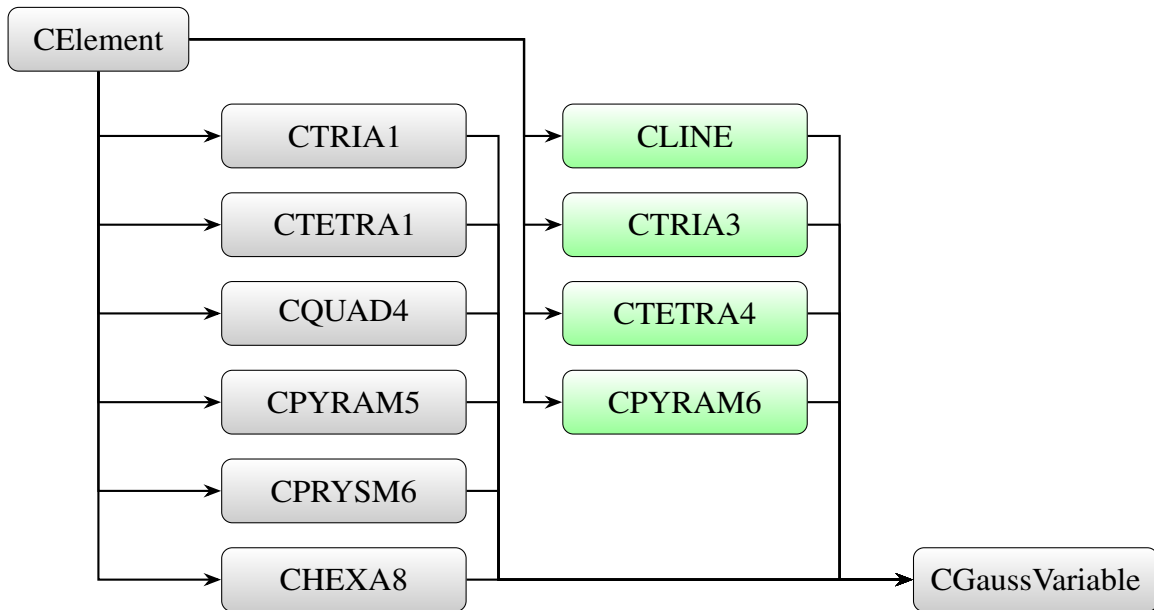 CElement
CTRIA1
CLINE
CTETRA1
CTRIA3
CQUAD4
CTETRA4
CPYRAM5
CPYRAM6
CPRYSM6
CHEXA8
CGaussVariable